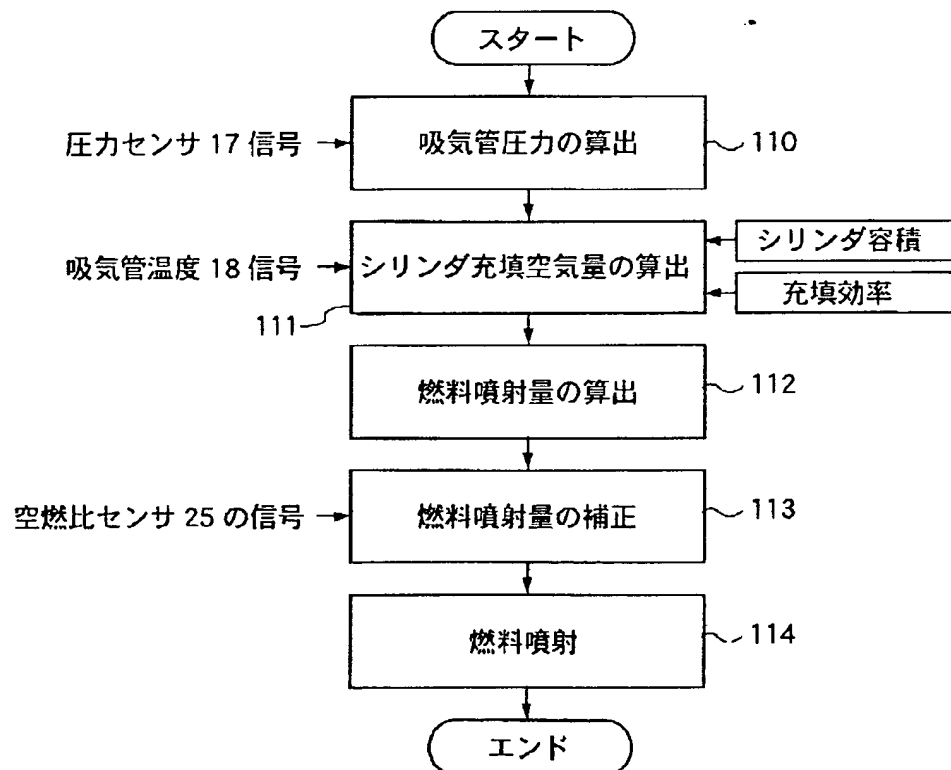 スタート
圧力センサ 17 信号
吸気管圧力の算出
110
吸気管温度 18 信号
シリンダ充填空気量の算出
シリンダ容積
充填効率
111
燃料噴射量の算出
112
空燃比センサ 25 の信号
燃料噴射量の補正
113
燃料噴射
114
エンド